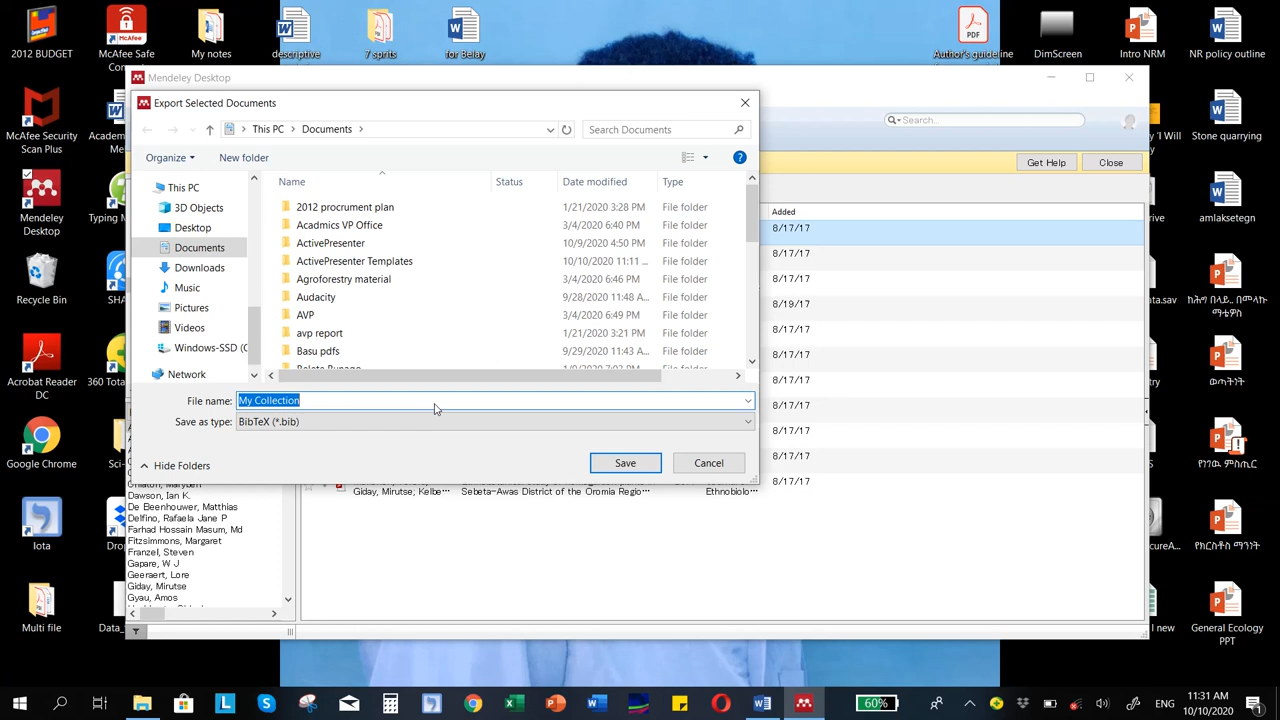 2012 BUDGET
McAfee Safe
My notes
descriptive
7 sprits
Belay
DimScreen
Intro NRM
NR policy outline
McAfee Security
Scan Plus
Mendeley Desktop
Export Selected Documents
This PC
Documents
Search Documents
Search...
Stone quarrying
Organize
New folder
Get Help
Close
This PC
3D Objects
Desktop
Documents
Downloads
Music
Pictures
Videos
Windows-SSD (C
Network
Name
Status
Date modified
Type
Added
2012 procurement plan
1/21/2020 3:28 PM
File folder
Acadmics VP Office
3/4/2020 6:40 PM
File folder
8/17/17
ActivePresenter
10/9/2020 4:50 PM
File folder
8/17/17
ActivePresenter Templates
10/10/2020 11:11 ...
File folder
Agroforestry material
3/4/2020 6:46 PM
File folder
Audacity
9/28/2020 11:48 A...
File folder
8/19/17
AVP
3/4/2020 6:49 PM
File folder
avp report
1/21/2020 3:21 PM
File folder
Basu pdfs
9/29/2020 11:43 A...
File folder
8/17/17
8/17/17
8/17/17
8/17/17
8/17/17
8/17/17
File name:
My Collection
Save as type:
BibTeX (*.bib)
Hide Folders
Save
Cancel
Giday, Mirutse; Kelbe···
Sebeta-Awas District of the Oromia Regio···
Ethnobiolo···
Dawson, Ian K.
De Beenhouwer, Matthias
Delfino, Rafaela Jane P
Farhad Hossain Masum, Md
Fitzsimmons, Margaret
Franzel, Steven
Gapare, W J
Geeraert, Lore
Giday, Mirutse
Gyau, Amos
Mendeley
Desktop
Recycle Bin
Acrobat Reader
DC
Google Chrome
Iota
Multi file
amlaksetegn
ክሕግ በላይ.. በመላኩ
ማቴዎስ
ወጣትነት
የነገዉ ምስጢር
የክርስቶስ ማንነት
General Ecology
PPT
60%
ENG
11:31 AM
10/10/2020